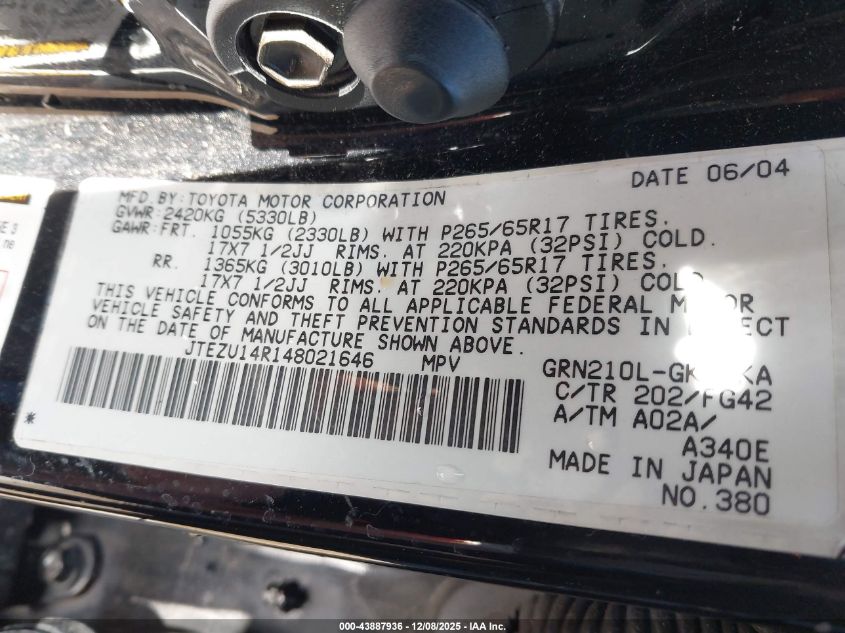 DATE 06/04
MFD.BY:TOYOTA MOTOR CORPORATION
GVWR:2420KG (5330LB)
GAWR:FRT. 1055KG (2330LB) WITH P265/65R17 TIRES.
17X7 1/2JJ RIMS. AT 220KPA (32PSI) COLD.
RR. 1365KG (3010LB) WITH P265/65R17 TIRES.
17X7 1/2JJ RIMS. AT 220KPA (32PSI) COLD
THIS VEHICLE CONFORMS TO ALL APPLICABLE FEDERAL
VEHICLE SAFETY AND THEFT PREVENTION STANDARDS IN
ON THE DATE OF MANUFACTURE SHOWN ABOVE.
JTEZU14R148021646 MPV
C/TR 202/FG42
A/TM A02A/
A340E
MADE IN JAPAN
NO.380
*
000-43887936 • 12/08/2025 • IAA Inc.